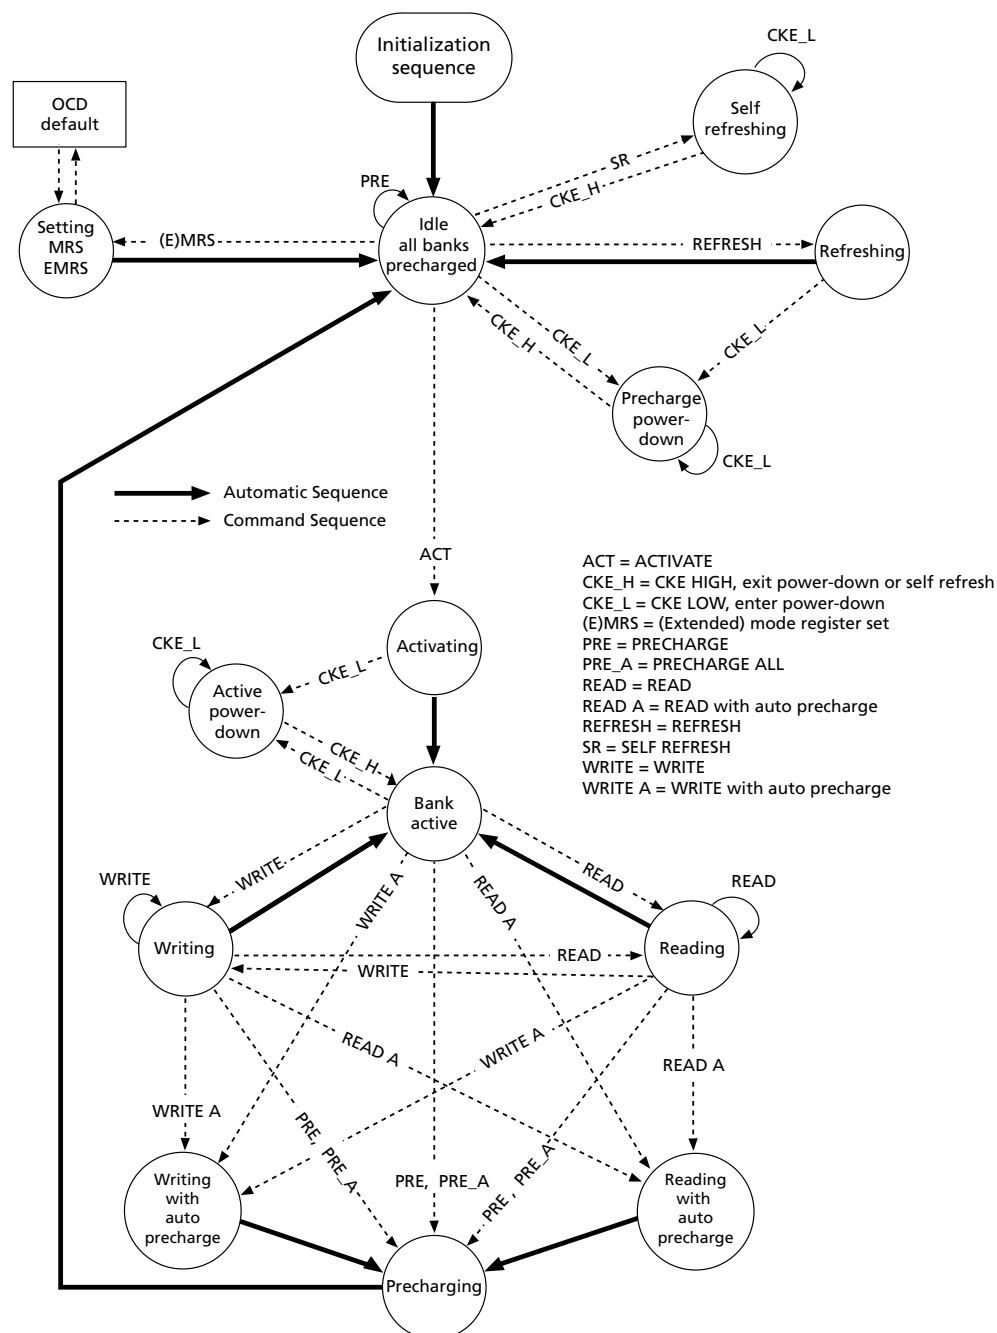 Initialization
sequence
CKE_L
OCD
default
Self
refreshing
SR
CKE_H
PRE
Idle
all banks
precharged
Setting
MRS
EMRS
(E)MRS
REFRESH
Refreshing
CKE_H
CKE_L
CKE_L
Precharge
power-
down
CKE_L
Automatic Sequence
Command Sequence
ACT
ACT = ACTIVATE
CKE_H = CKE HIGH, exit power-down or self refresh
CKE_L = CKE LOW, enter power-down
(E)MRS = (Extended) mode register set
PRE = PRECHARGE
PRE_A = PRECHARGE ALL
READ = READ
READ A = READ with auto precharge
REFRESH = REFRESH
SR = SELF REFRESH
WRITE = WRITE
WRITE A = WRITE with auto precharge
Activating
CKE_L
CKE_L
Active
power-
down
CKE_H
CKE_L
Bank
active
WRITE
WRITE
WRITE A
READ A
READ
READ
Writing
READ
WRITE
Reading
READ A
WRITE A
READ A
WRITE A
PRE, PRE_A
PRE, PRE_A
PRE, PRE_A
Writing
with
auto
precharge
Reading
with
auto
precharge
Precharging